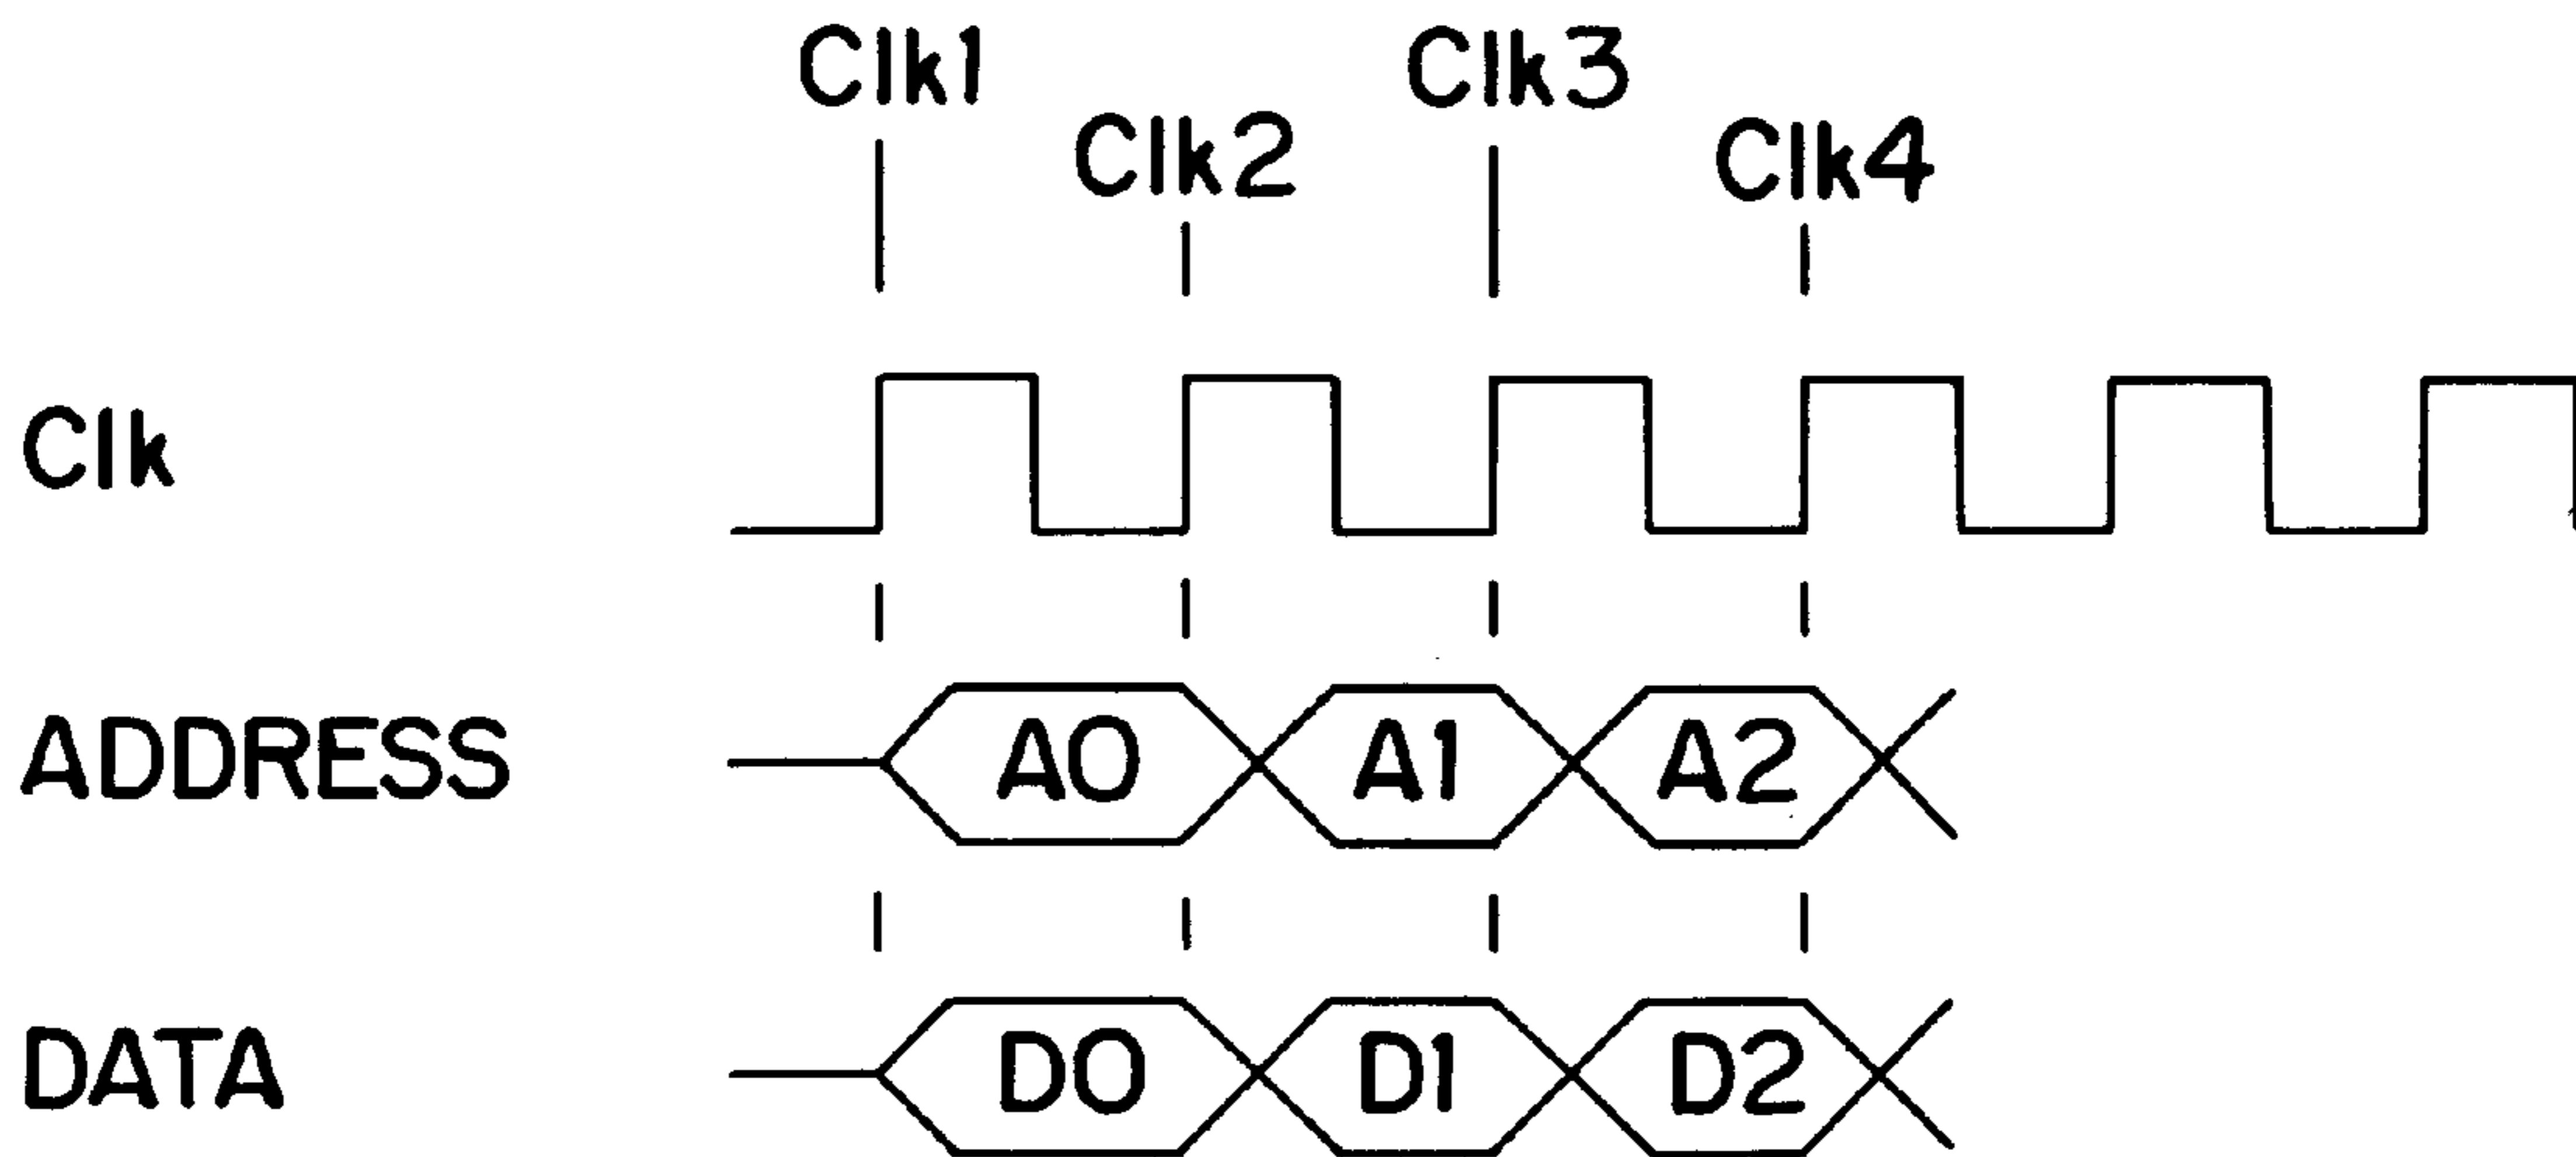 Clk1 Clk3
Clk2 Clk4
Clk
ADDRESS A0 A1 A2
DATA D0 D1 D2